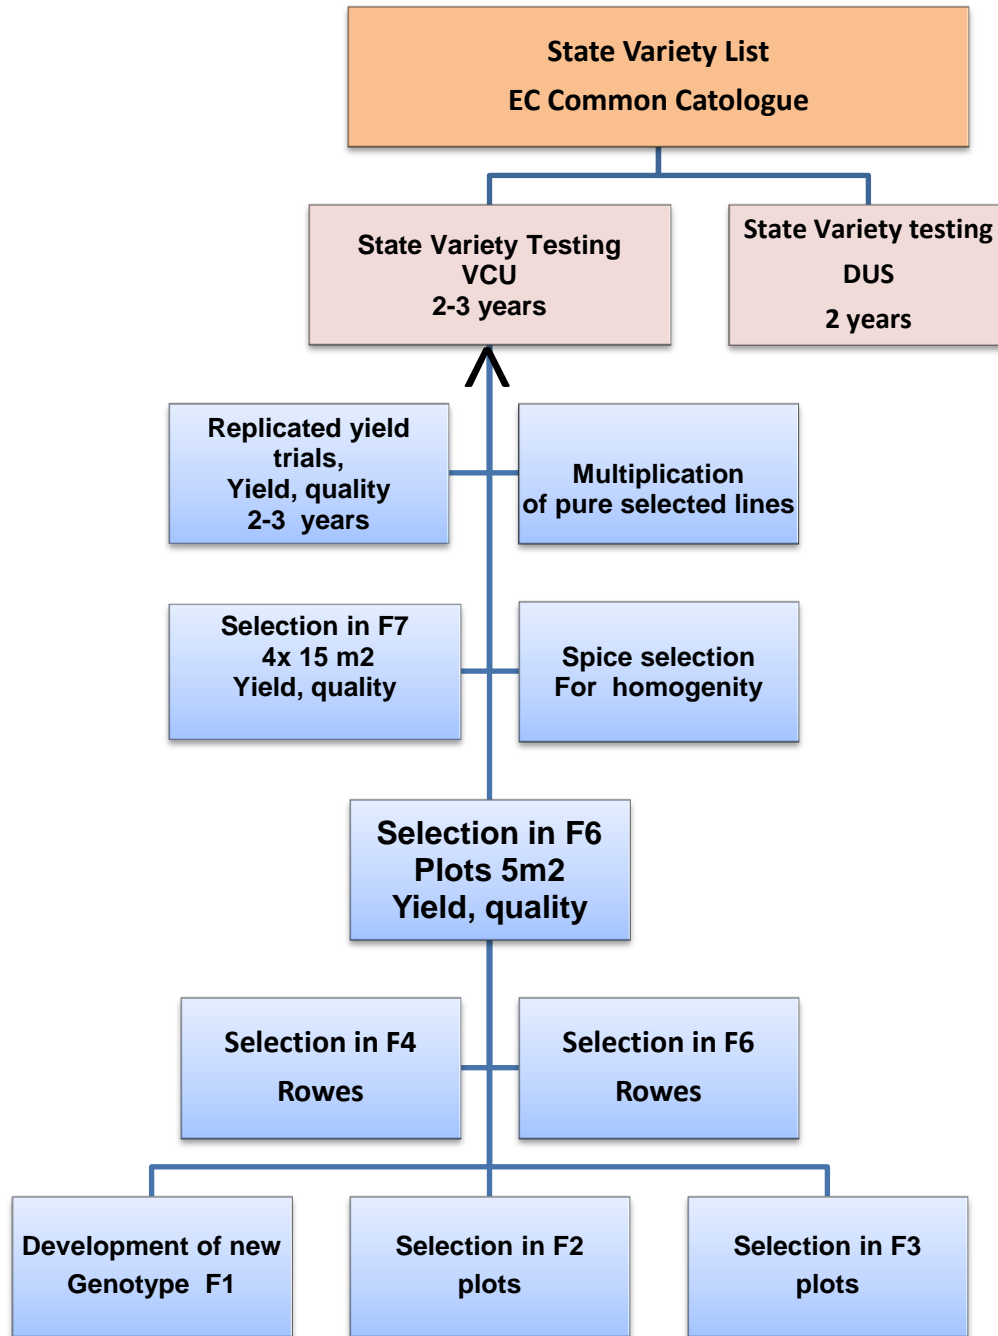 State Variety List
EC Common Catologue
State Variety Testing
VCU
2-3 years
State Variety testing
DUS
2 years
Replicated yield
trials,
Yield, quality
2-3 years
Multiplication
of pure selected lines
Selection in F7
4x 15 m2
Yield, quality
Spice selection
For homogenity
Selection in F6
Plots 5m2
Yield, quality
Selection in F4
Rowes
Selection in F6
Rowes
Development of new
Genotype F1
Selection in F2
plots
Selection in F3
plots